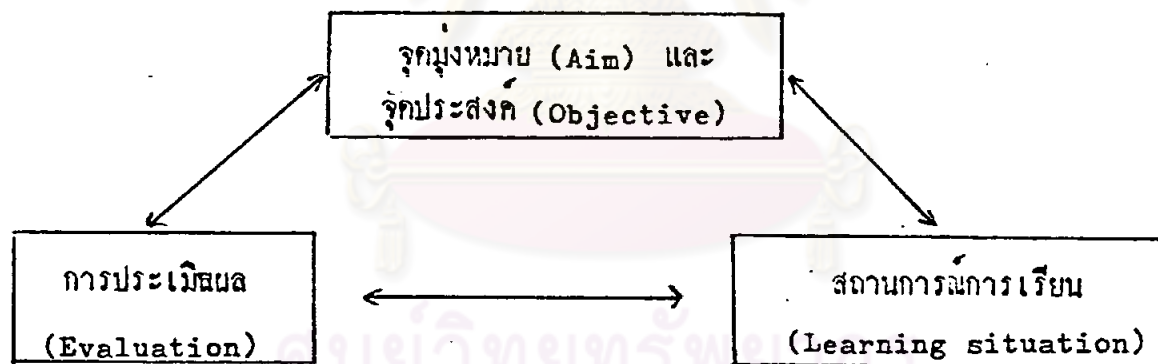 จุดมุ่งหมาย (Aim) และ
จุดประสงค์ (Objective)
การประเมินผล
(Evaluation)
สถานการณ์การเรียน
(Learning situation)